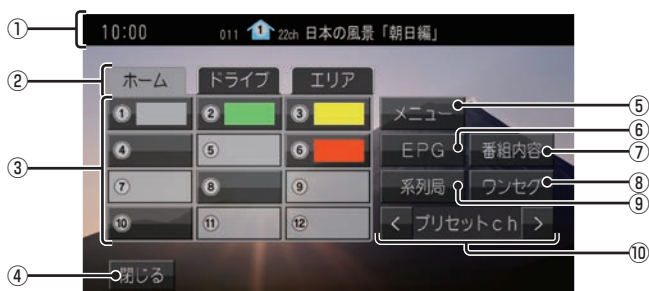 ① 10:00 011 1 22ch 日本の風景「朝日編」
② ホーム ドライブ エリア
① ② ③ メニュー ⑤
④ ⑤ ⑥ EPG 番組内容 ⑥ ⑦
③
⑦ ⑧ ⑨ 系列局 ワンセグ ⑧ ⑨
⑩ ⑪ ⑫ < プリセットch > ⑩
④ 閉じる